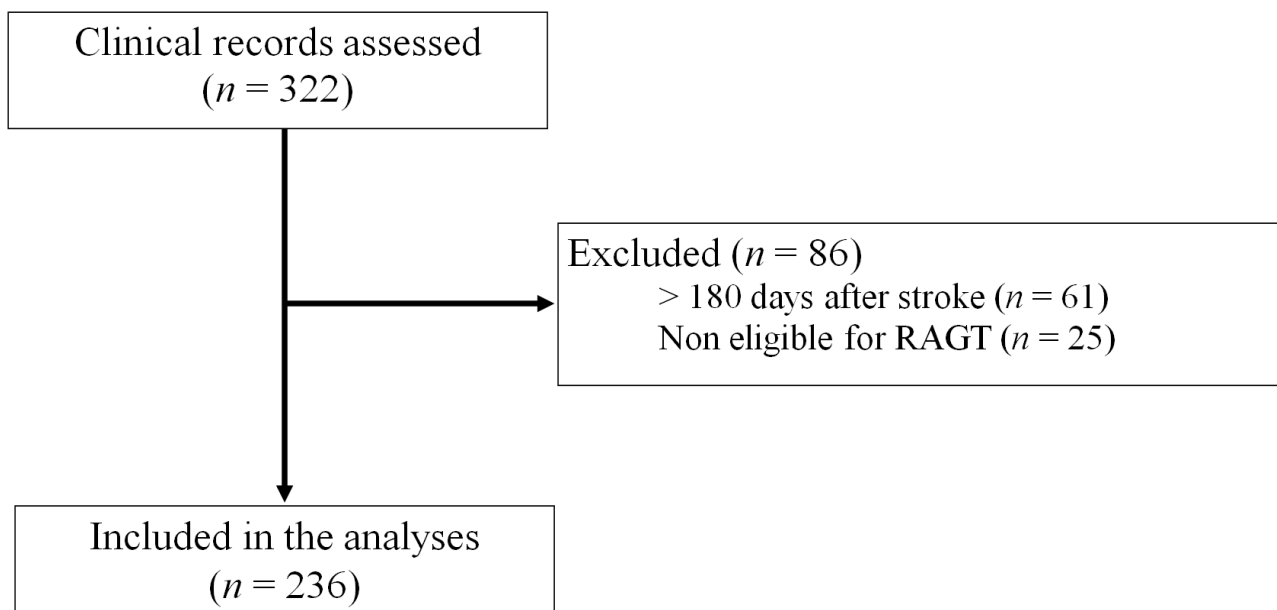 Clinical records assessed
(n = 322)
Excluded (n = 86)
> 180 days after stroke (n = 61)
Non eligible for RAGT (n = 25)
Included in the analyses
(n = 236)